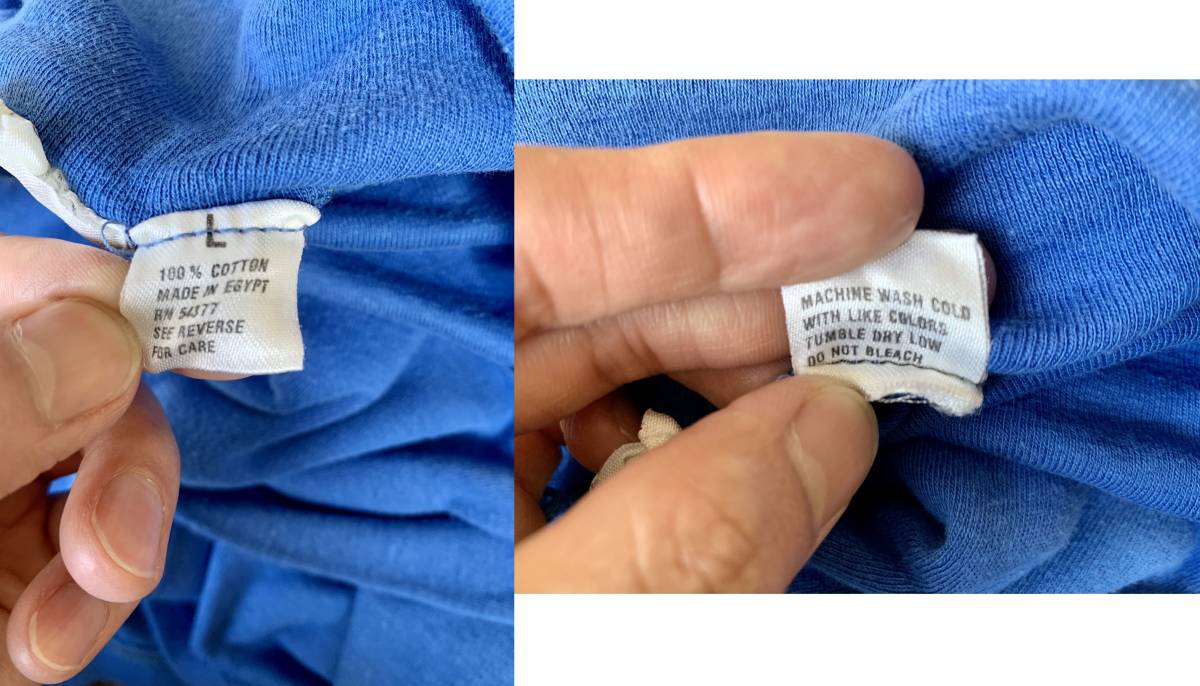 L
100 % COTTON
MADE IN EGYPT
RN 54377
SEE REVERSE
FOR CARE
MACHINE WASH COLD
WITH LIKE COLORS
TUMBLE DRY LOW
DO NOT BLEACH